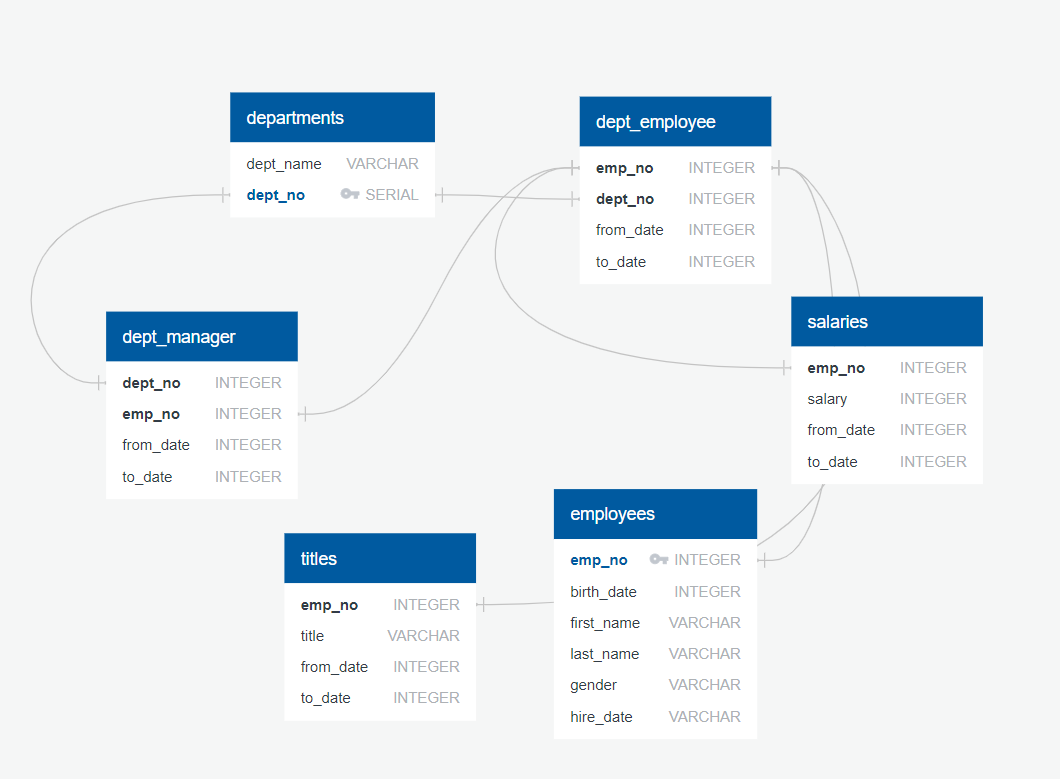 departments
dept_name VARCHAR
dept_no SERIAL
dept_employee
emp_no INTEGER
dept_no INTEGER
from_date INTEGER
to_date INTEGER
dept_manager
dept_no INTEGER
emp_no INTEGER
from_date INTEGER
to_date INTEGER
salaries
emp_no INTEGER
salary INTEGER
from_date INTEGER
to_date INTEGER
titles
emp_no INTEGER
title VARCHAR
from_date INTEGER
to_date INTEGER
employees
emp_no INTEGER
birth_date INTEGER
first_name VARCHAR
last_name VARCHAR
gender VARCHAR
hire_date VARCHAR